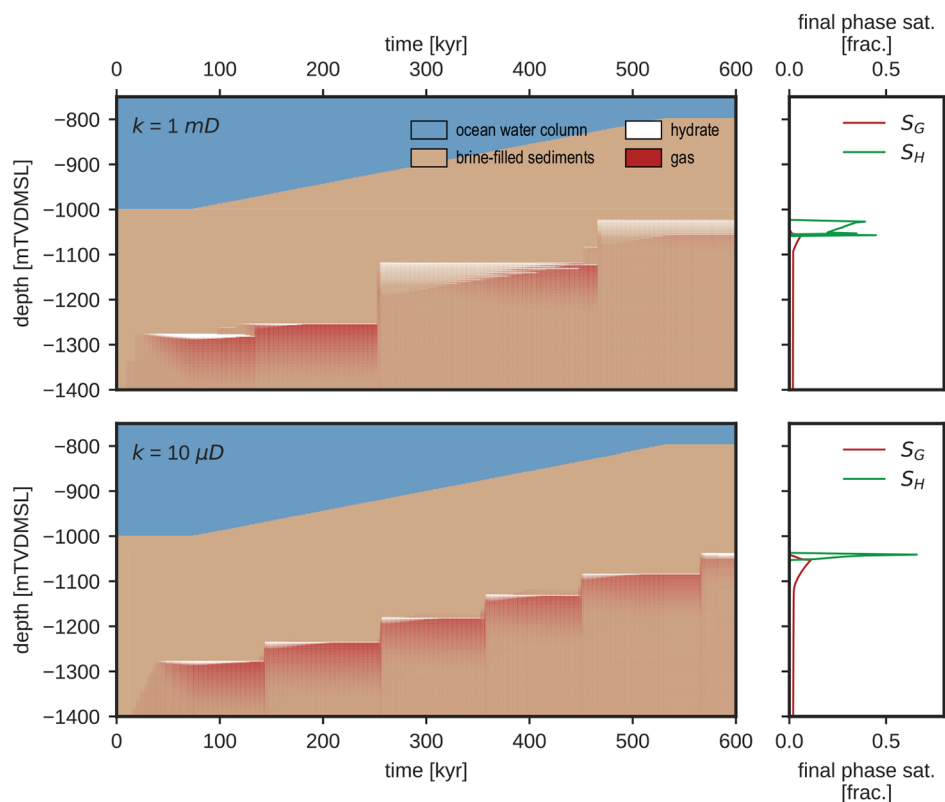 time [kyr]
0 100 200 300 400 500 600
final phase sat.
[frac.]
0.0 0.5
depth [mTVDMSL]
−800
−900
−1000
−1100
−1200
−1300
−1400
k = 1 mD
ocean water column
hydrate
brine-filled sediments
gas
S_G
S_H
depth [mTVDMSL]
−800
−900
−1000
−1100
−1200
−1300
−1400
k = 10 μD
S_G
S_H
0 100 200 300 400 500 600
time [kyr]
0.0 0.5
final phase sat.
[frac.]